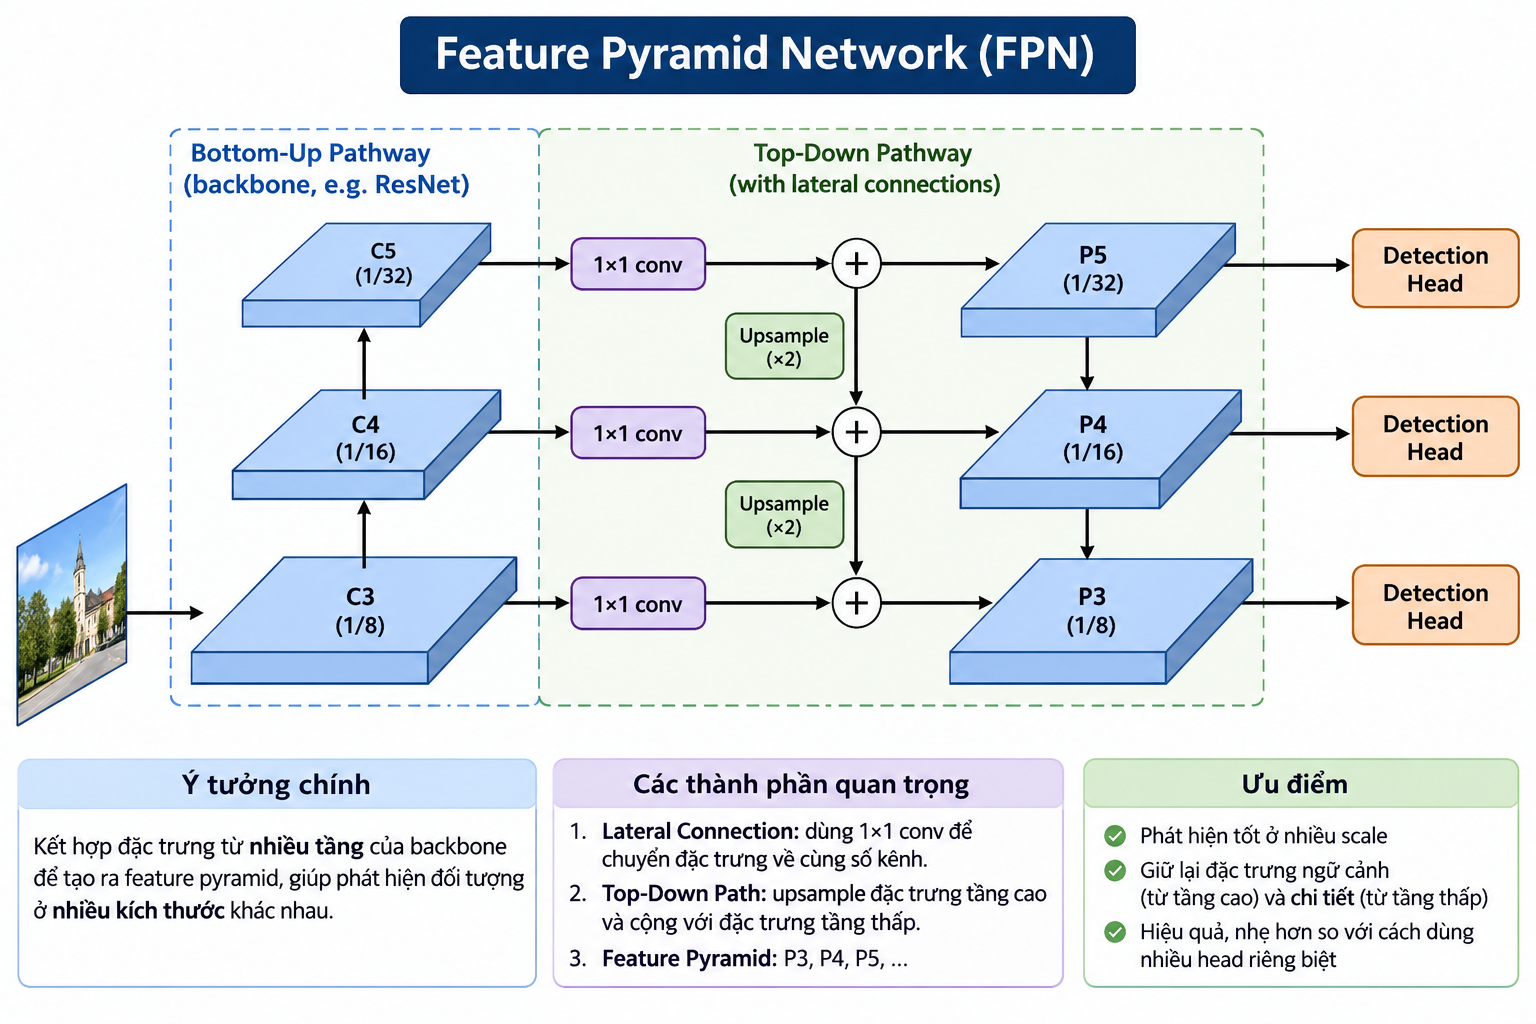 Feature Pyramid Network (FPN)
Bottom-Up Pathway
(backbone, e.g. ResNet)
Top-Down Pathway
(with lateral connections)
C5
(1/32)
1×1 conv
+
P5
(1/32)
Detection
Head
Upsample
(×2)
C4
(1/16)
1×1 conv
+
P4
(1/16)
Detection
Head
Upsample
(×2)
C3
(1/8)
1×1 conv
+
P3
(1/8)
Detection
Head
Ý tưởng chính
Kết hợp đặc trưng từ nhiều tầng của backbone
để tạo ra feature pyramid, giúp phát hiện đối tượng
ở nhiều kích thước khác nhau.
Các thành phần quan trọng
1. Lateral Connection: dùng 1×1 conv để
chuyển đặc trưng về cùng số kênh.
2. Top-Down Path: upsample đặc trưng tầng cao
và cộng với đặc trưng tầng thấp.
3. Feature Pyramid: P3, P4, P5, ...
Ưu điểm
Phát hiện tốt ở nhiều scale
Giữ lại đặc trưng ngữ cảnh
(từ tầng cao) và chi tiết (từ tầng thấp)
Hiệu quả, nhẹ hơn so với cách dùng
nhiều head riêng biệt